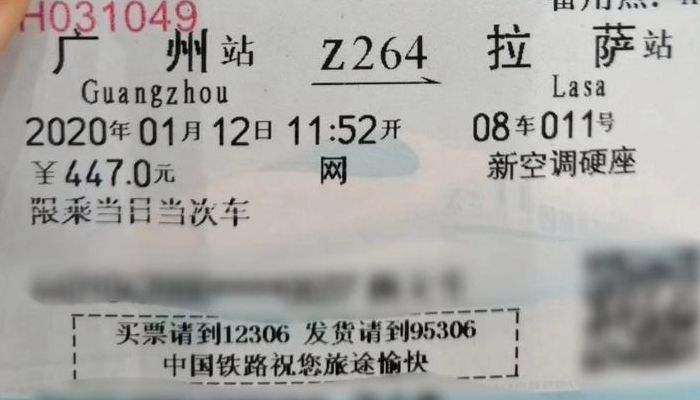 H031049
广州站 Z264 拉萨站
Guangzhou Lasa
2020年01月12日 11:52开 08车011号
￥447.0元 网 新空调硬座
限乘当日当次车
买票请到12306 发货请到95306
中国铁路祝您旅途愉快